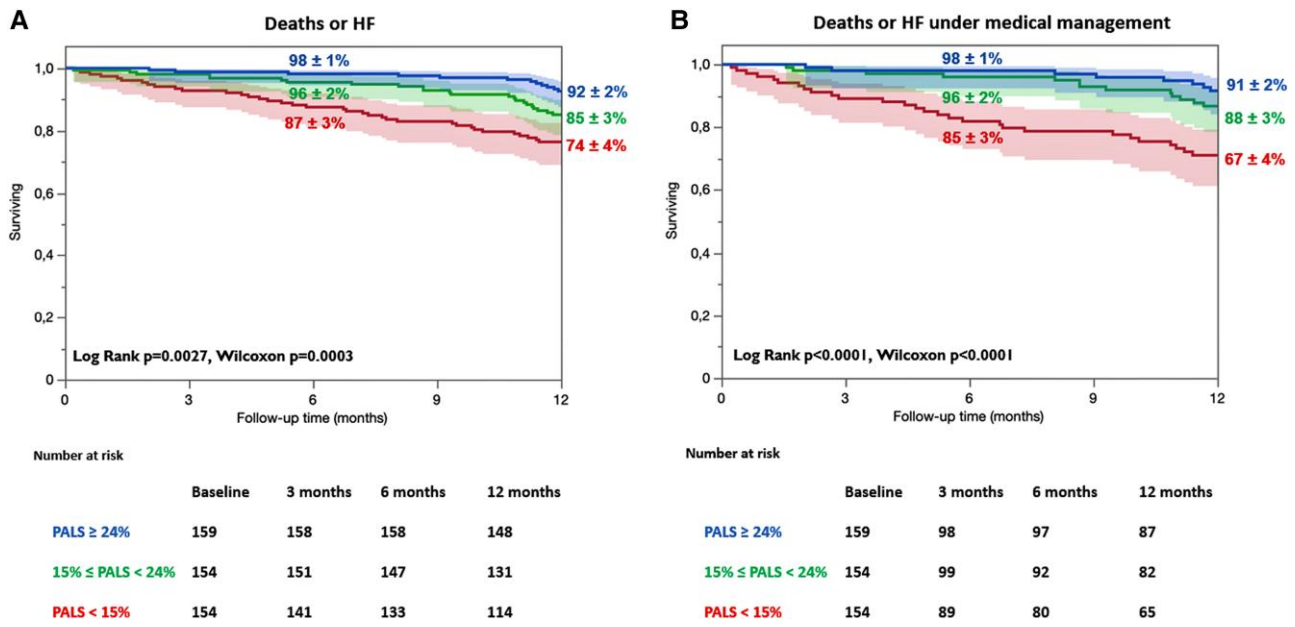 A
Deaths or HF
1,0
0,8
0,6
0,4
0,2
0
Surviving
98 ± 1%
96 ± 2%
87 ± 3%
92 ± 2%
85 ± 3%
74 ± 4%
Log Rank p=0.0027, Wilcoxon p=0.0003
0 3 6 9 12
Follow-up time (months)
Number at risk
Baseline 3 months 6 months 12 months
PALS ≥ 24% 159 158 158 148
15% ≤ PALS < 24% 154 151 147 131
PALS < 15% 154 141 133 114
B
Deaths or HF under medical management
1,0
0,8
0,6
0,4
0,2
0
Surviving
98 ± 1%
96 ± 2%
85 ± 3%
91 ± 2%
88 ± 3%
67 ± 4%
Log Rank p<0.0001, Wilcoxon p<0.0001
0 3 6 9 12
Follow-up time (months)
Number at risk
Baseline 3 months 6 months 12 months
PALS ≥ 24% 159 98 97 87
15% ≤ PALS < 24% 154 99 92 82
PALS < 15% 154 89 80 65